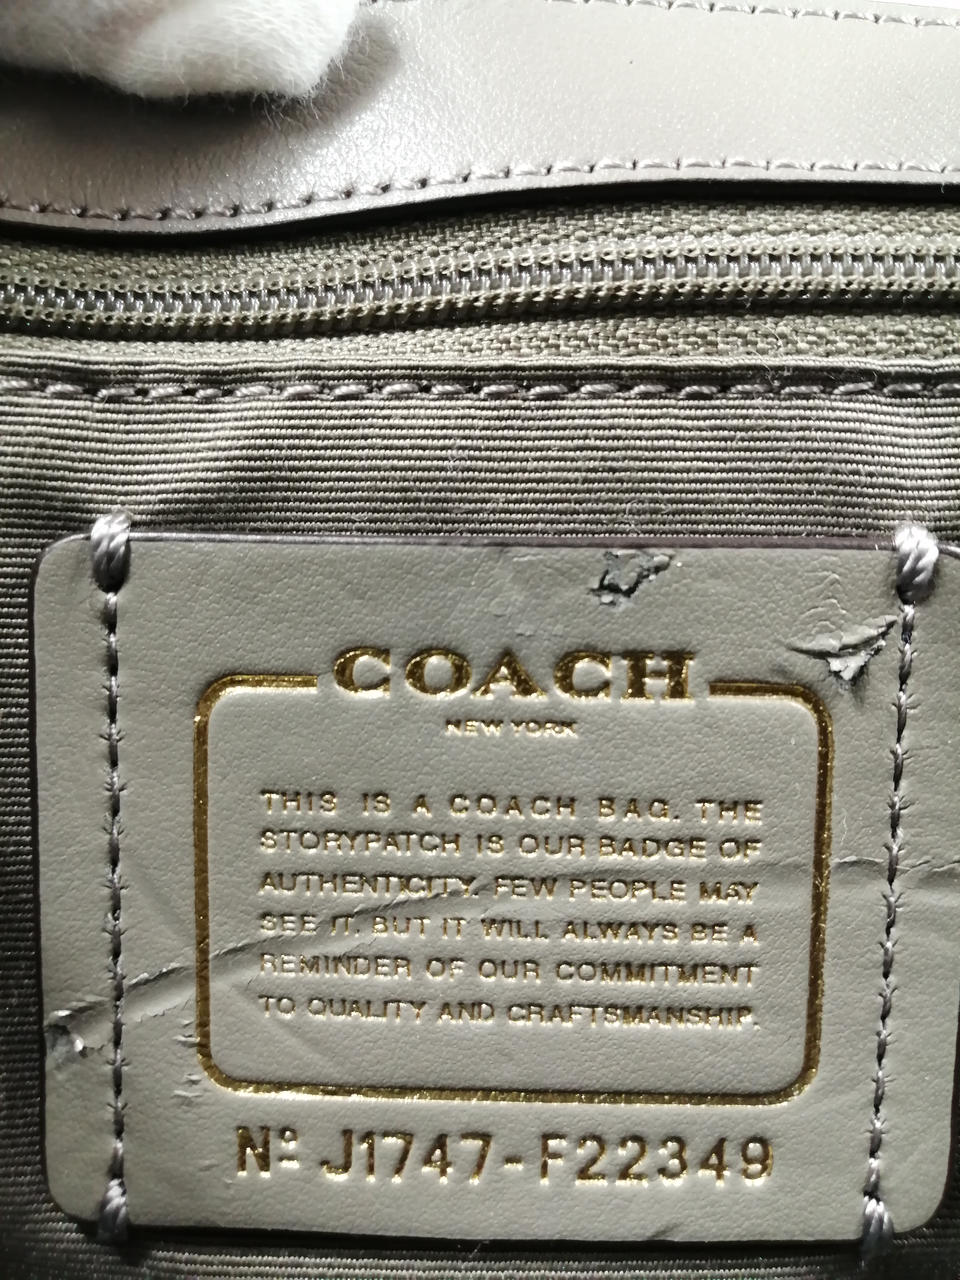 COACH
NEW YORK
THIS IS A COACH BAG. THE
STORYPATCH IS OUR BADGE OF
AUTHENTICITY. FEW PEOPLE MAY
SEE IT. BUT IT WILL ALWAYS BE A
REMINDER OF OUR COMMITMENT
TO QUALITY AND CRAFTSMANSHIP.
Nº J1747-F22349